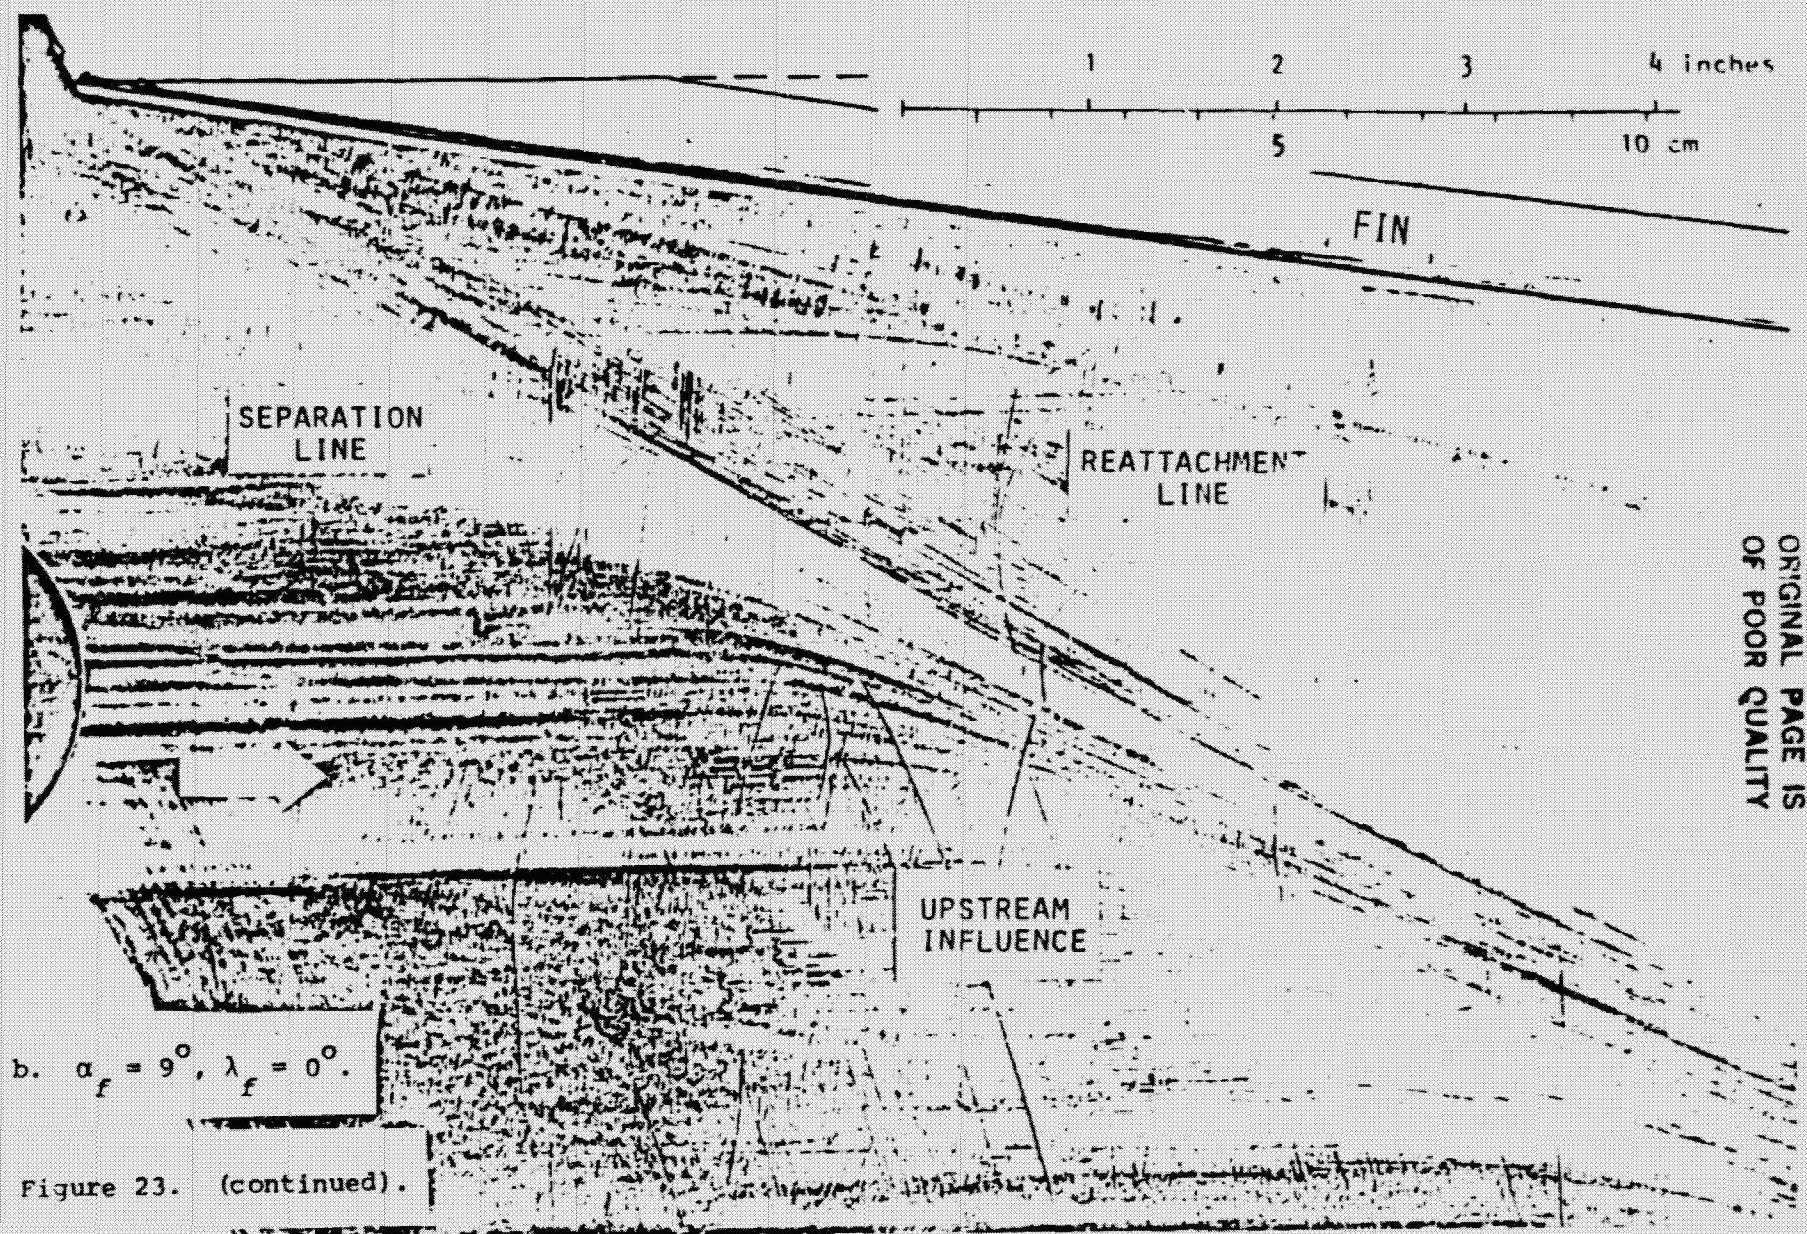 1 2 3 4 inches
5 10 cm
FIN
SEPARATION
LINE
REATTACHMENT
LINE
UPSTREAM
INFLUENCE
ORIGINAL PAGE IS
OF POOR QUALITY
b. α_f = 9°, λ_f = 0°.
Figure 23. (continued).